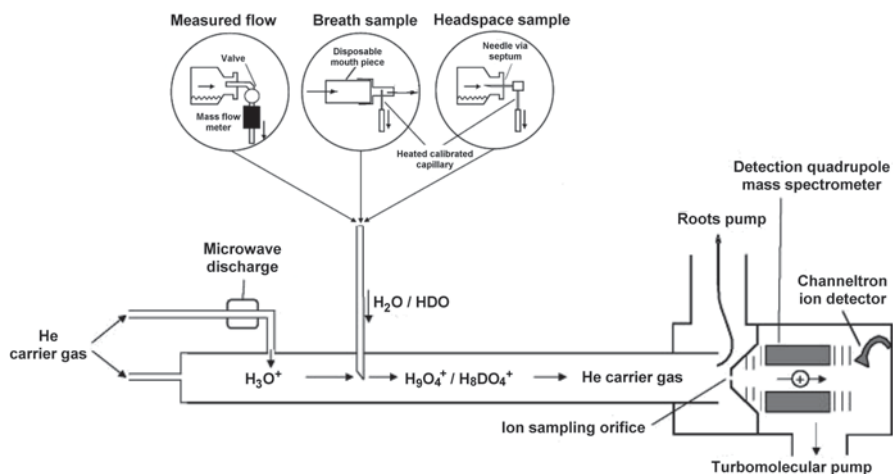 Measured flow
Breath sample
Headspace sample
Valve
Mass flow
meter
Disposable
mouth piece
Needle via
septum
Heated calibrated
capillary
Detection quadrupole
mass spectrometer
Roots pump
Channeltron
ion detector
Microwave
discharge
H₂O / HDO
He
carrier gas
H₃O⁺
H₉O₄⁺ / H₈DO₄⁺
He carrier gas
+
Ion sampling orifice
Turbomolecular pump